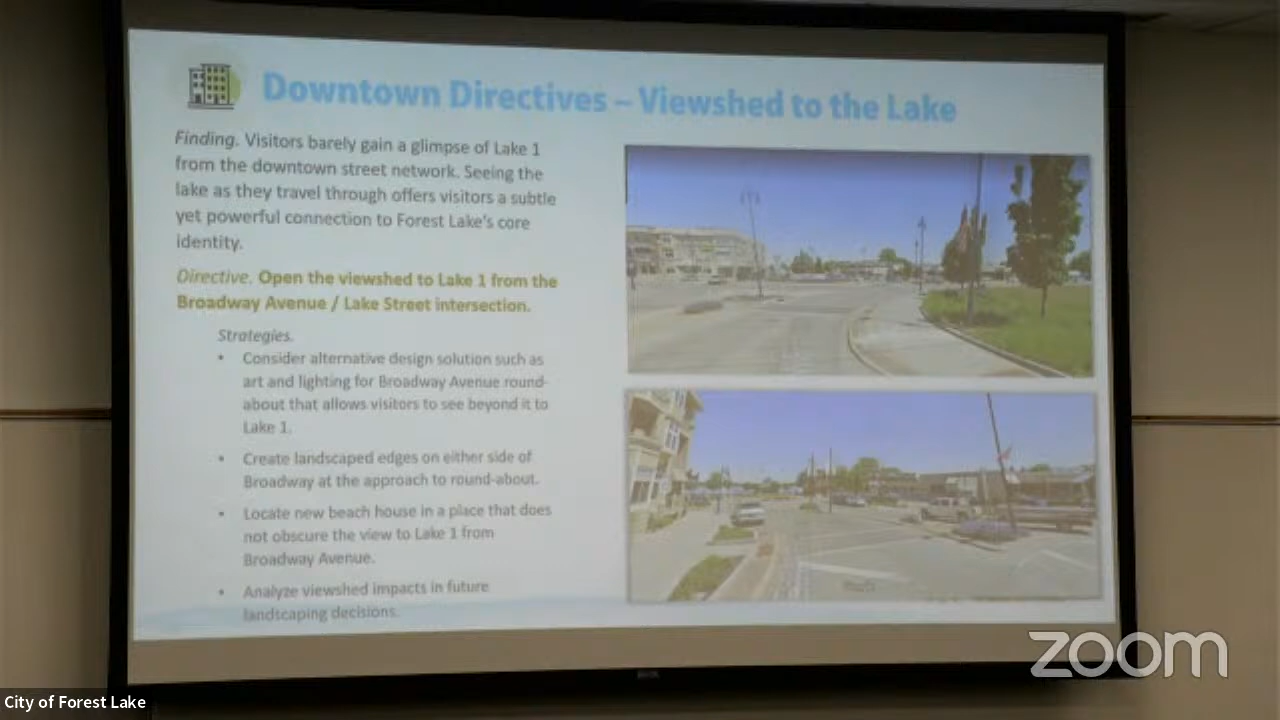 Downtown Directives – Viewshed to the Lake
Finding. Visitors barely gain a glimpse of Lake 1
from the downtown street network. Seeing the
lake as they travel through offers visitors a subtle
yet powerful connection to Forest Lake's core
identity.
Directive. Open the viewshed to Lake 1 from the
Broadway Avenue / Lake Street intersection.
Strategies.
• Consider alternative design solution such as
art and lighting for Broadway Avenue round-
about that allows visitors to see beyond it to
Lake 1.
• Create landscaped edges on either side of
Broadway at the approach to round-about.
• Locate new beach house in a place that does
not obscure the view to Lake 1 from
Broadway Avenue.
• Analyze viewshed impacts in future
landscaping decisions.
zoom
City of Forest Lake